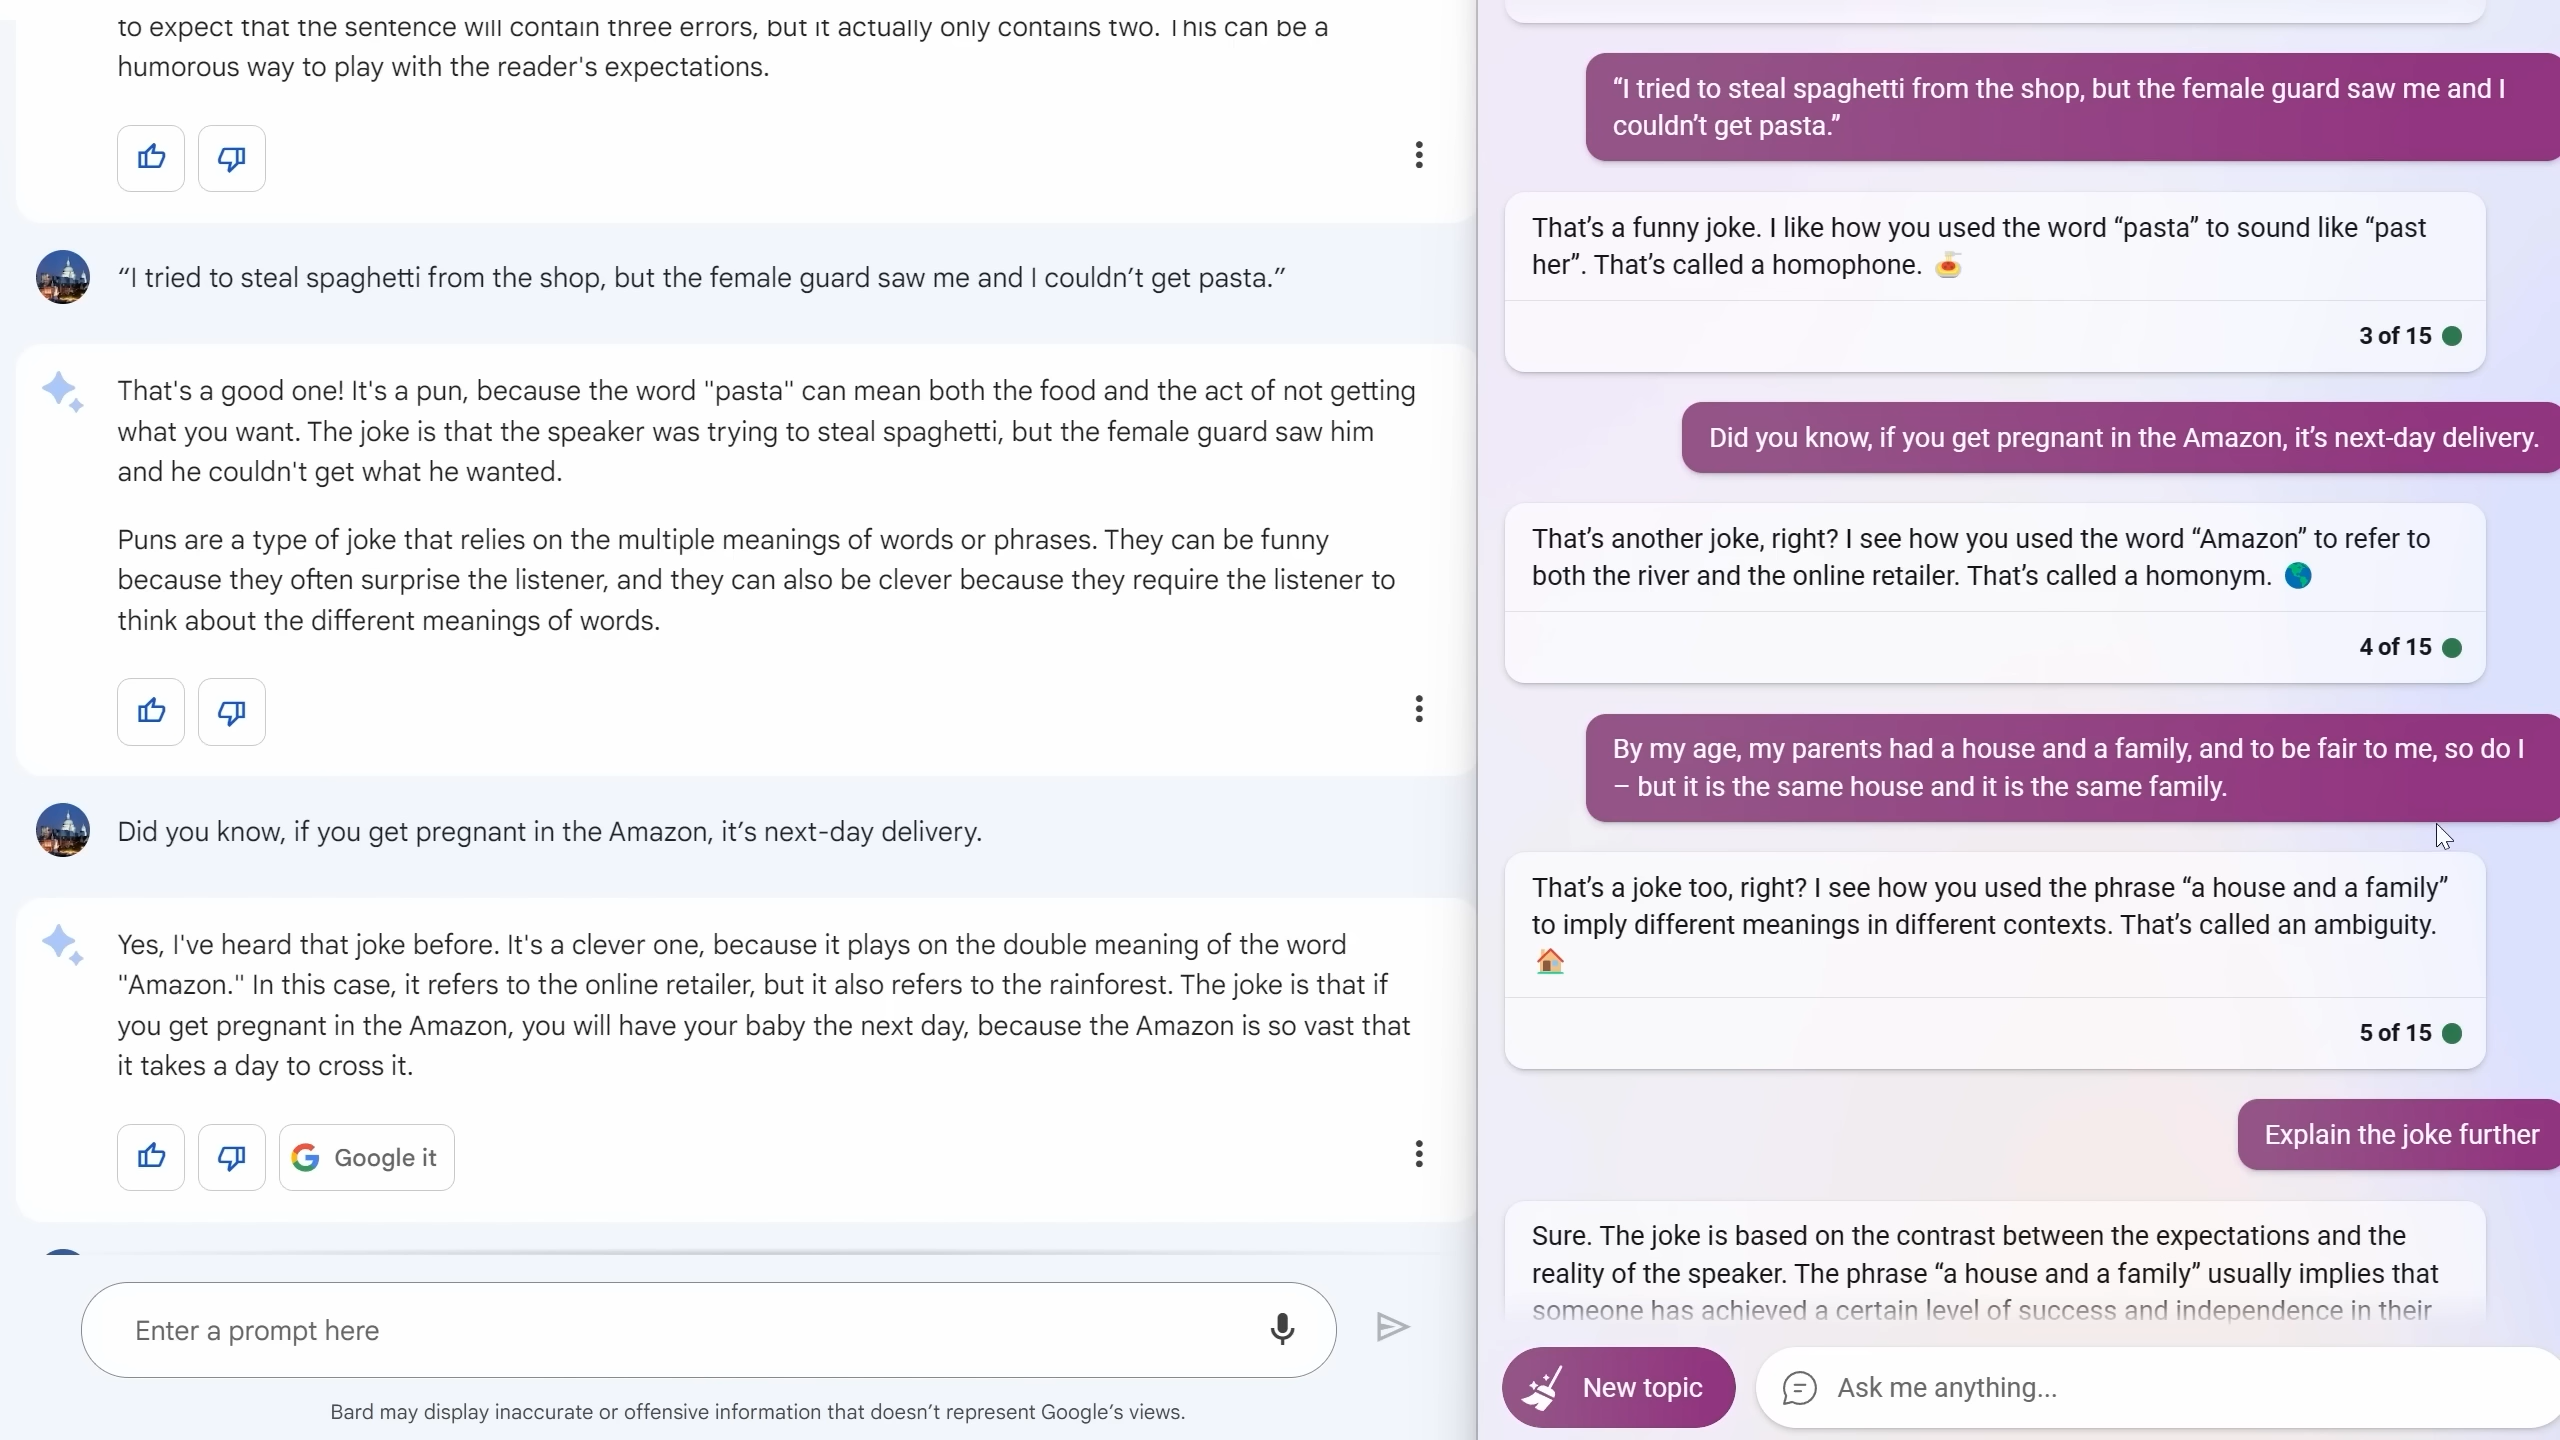 to expect that the sentence will contain three errors, but it actually only contains two. This can be a
humorous way to play with the reader's expectations.
“I tried to steal spaghetti from the shop, but the female guard saw me and I couldn’t get pasta.”
That's a good one! It's a pun, because the word "pasta" can mean both the food and the act of not getting
what you want. The joke is that the speaker was trying to steal spaghetti, but the female guard saw him
and he couldn't get what he wanted.
Puns are a type of joke that relies on the multiple meanings of words or phrases. They can be funny
because they often surprise the listener, and they can also be clever because they require the listener to
think about the different meanings of words.
Did you know, if you get pregnant in the Amazon, it’s next-day delivery.
Yes, I've heard that joke before. It's a clever one, because it plays on the double meaning of the word
"Amazon." In this case, it refers to the online retailer, but it also refers to the rainforest. The joke is that if
you get pregnant in the Amazon, you will have your baby the next day, because the Amazon is so vast that
it takes a day to cross it.
Google it
Enter a prompt here
Bard may display inaccurate or offensive information that doesn’t represent Google’s views.
“I tried to steal spaghetti from the shop, but the female guard saw me and I
couldn’t get pasta.”
That’s a funny joke. I like how you used the word “pasta” to sound like “past
her”. That’s called a homophone.
3 of 15
Did you know, if you get pregnant in the Amazon, it’s next-day delivery.
That’s another joke, right? I see how you used the word “Amazon” to refer to
both the river and the online retailer. That’s called a homonym.
4 of 15
By my age, my parents had a house and a family, and to be fair to me, so do I
– but it is the same house and it is the same family.
That’s a joke too, right? I see how you used the phrase “a house and a family”
to imply different meanings in different contexts. That’s called an ambiguity.
5 of 15
Explain the joke further
Sure. The joke is based on the contrast between the expectations and the
reality of the speaker. The phrase “a house and a family” usually implies that
someone has achieved a certain level of success and independence in their
New topic
Ask me anything...